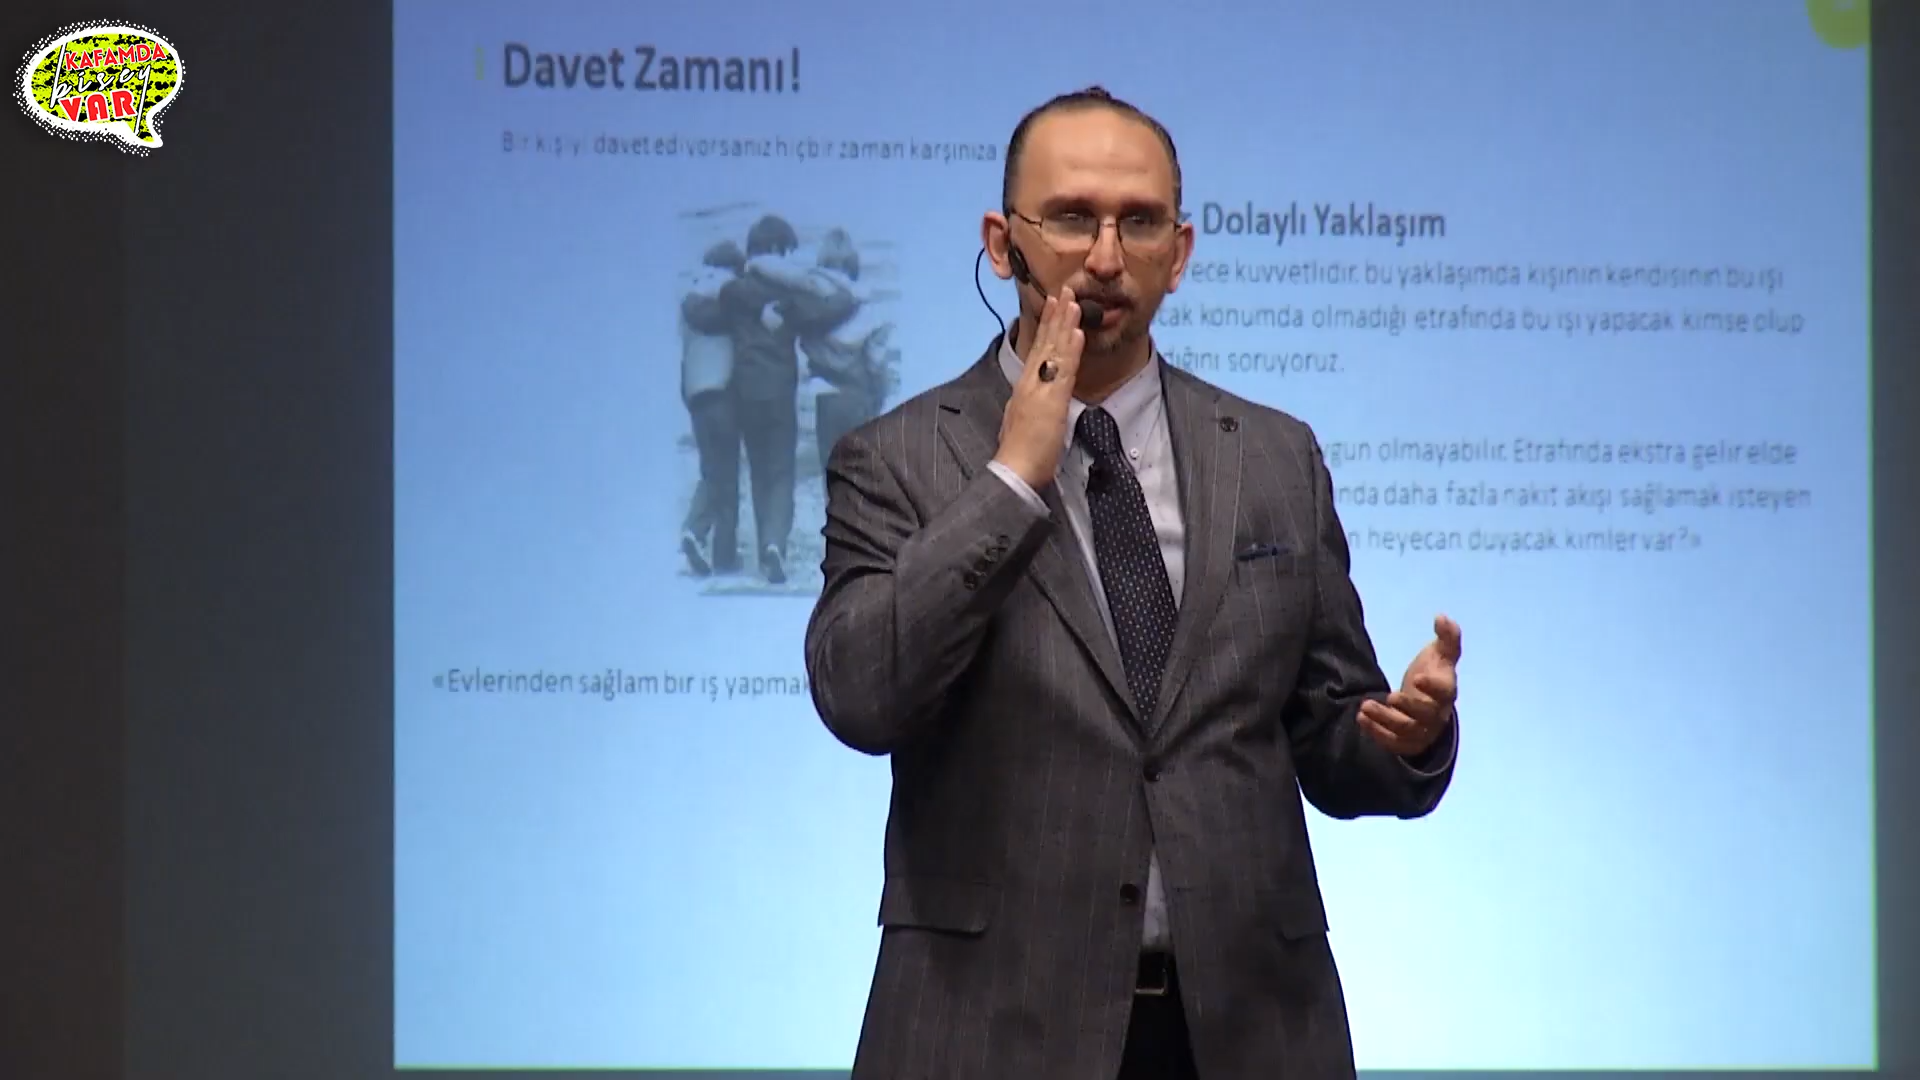 KAFAMDA
bişey
VAR
Davet Zamanı!
Bir kişiyi davet ediyorsanız hiçbir zaman karşınıza
Dolaylı Yaklaşım
kuvvetlidir. bu yaklaşımda kişinin kendisinin bu işi
konumda olmadığı etrafında bu işi yapacak kimse olup
soruyoruz.
olmayabilir. Etrafında ekstra gelir elde
daha fazla nakit akışı sağlamak isteyen
heyecan duyacak kimler var?»
«Evlerinden sağlam bir iş yapmak